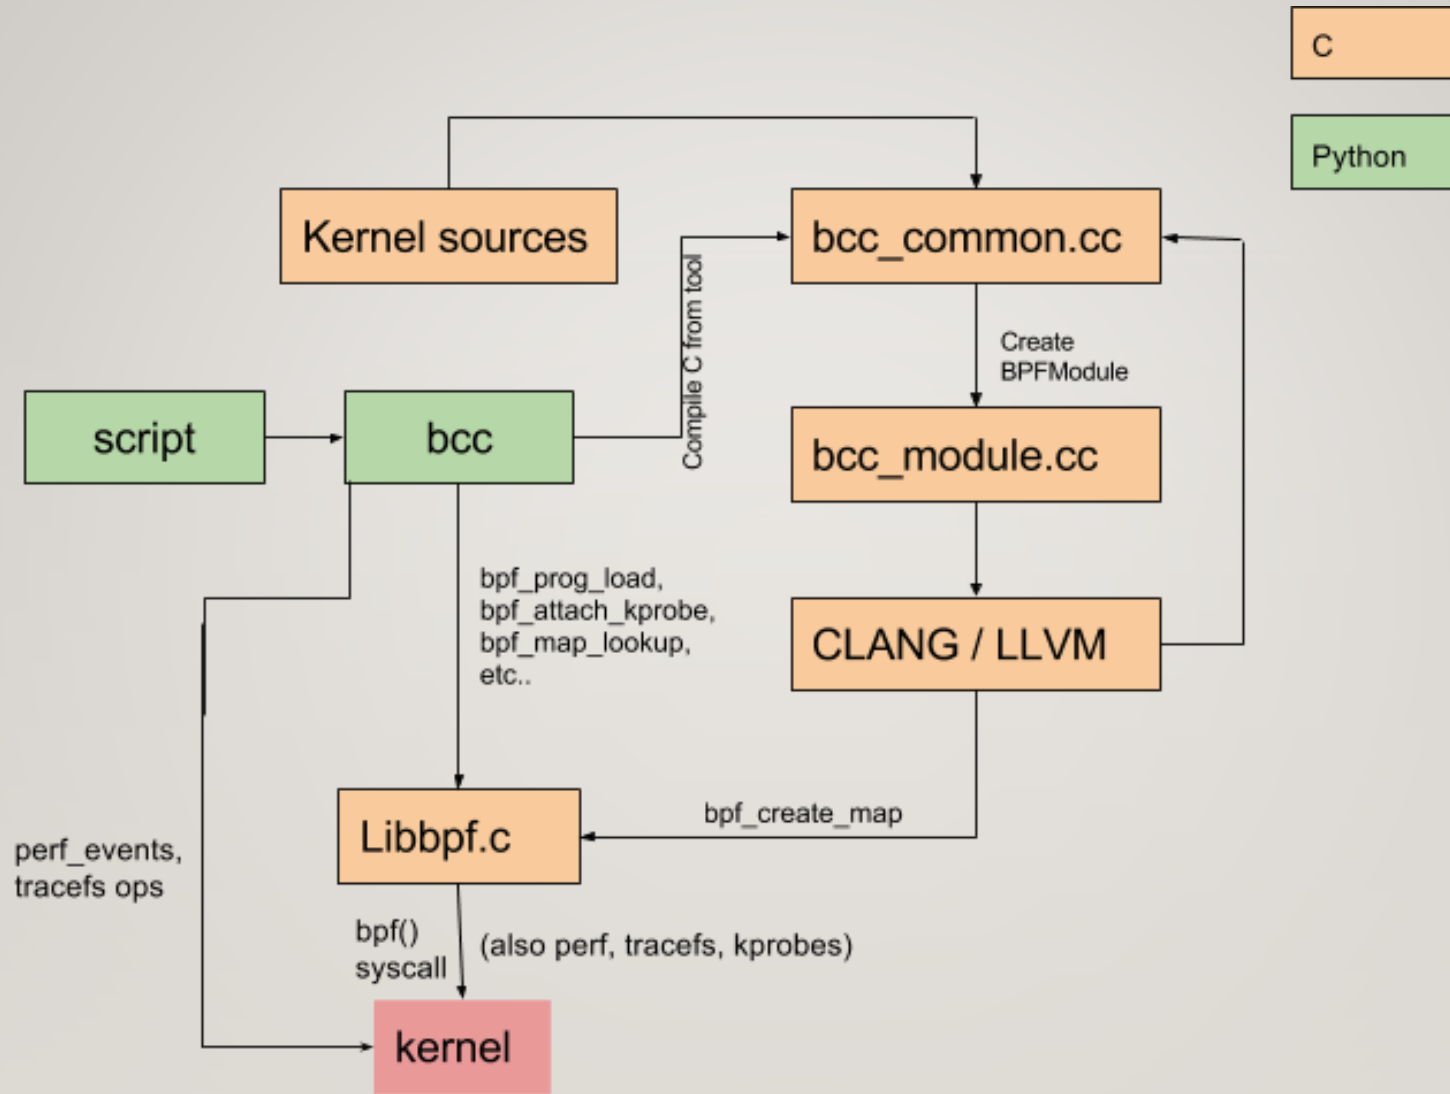 C
Python
Kernel sources
bcc_common.cc
Compile C from tool
Create
BPFModule
script
bcc
bcc_module.cc
bpf_prog_load,
bpf_attach_kprobe,
bpf_map_lookup,
etc..
CLANG / LLVM
bpf_create_map
Libbpf.c
perf_events,
tracefs ops
bpf()
syscall
(also perf, tracefs, kprobes)
kernel